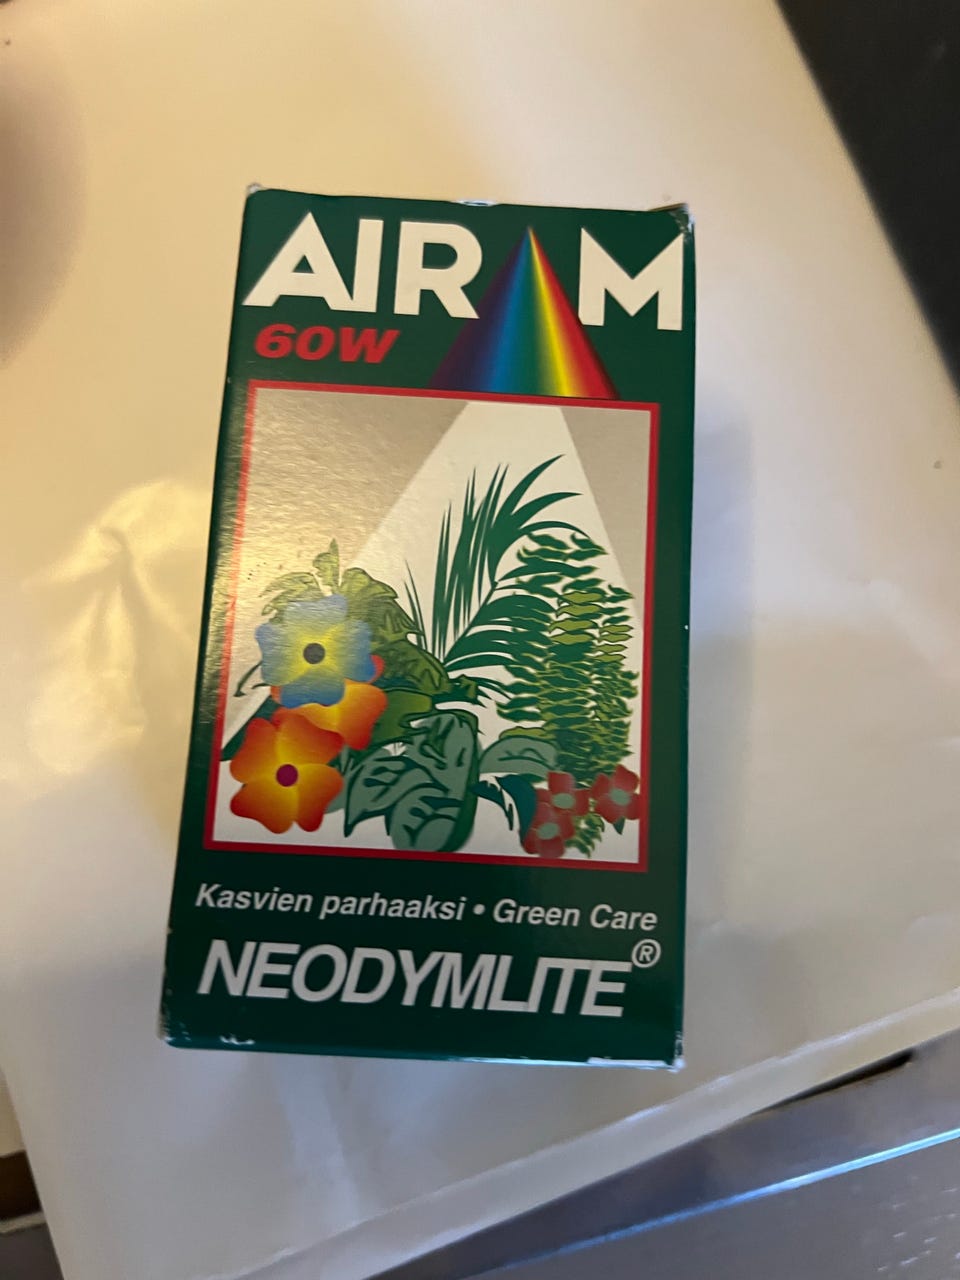 AIRAM
60W
Kasvien parhaaksi • Green Care
NEODYMLITE®